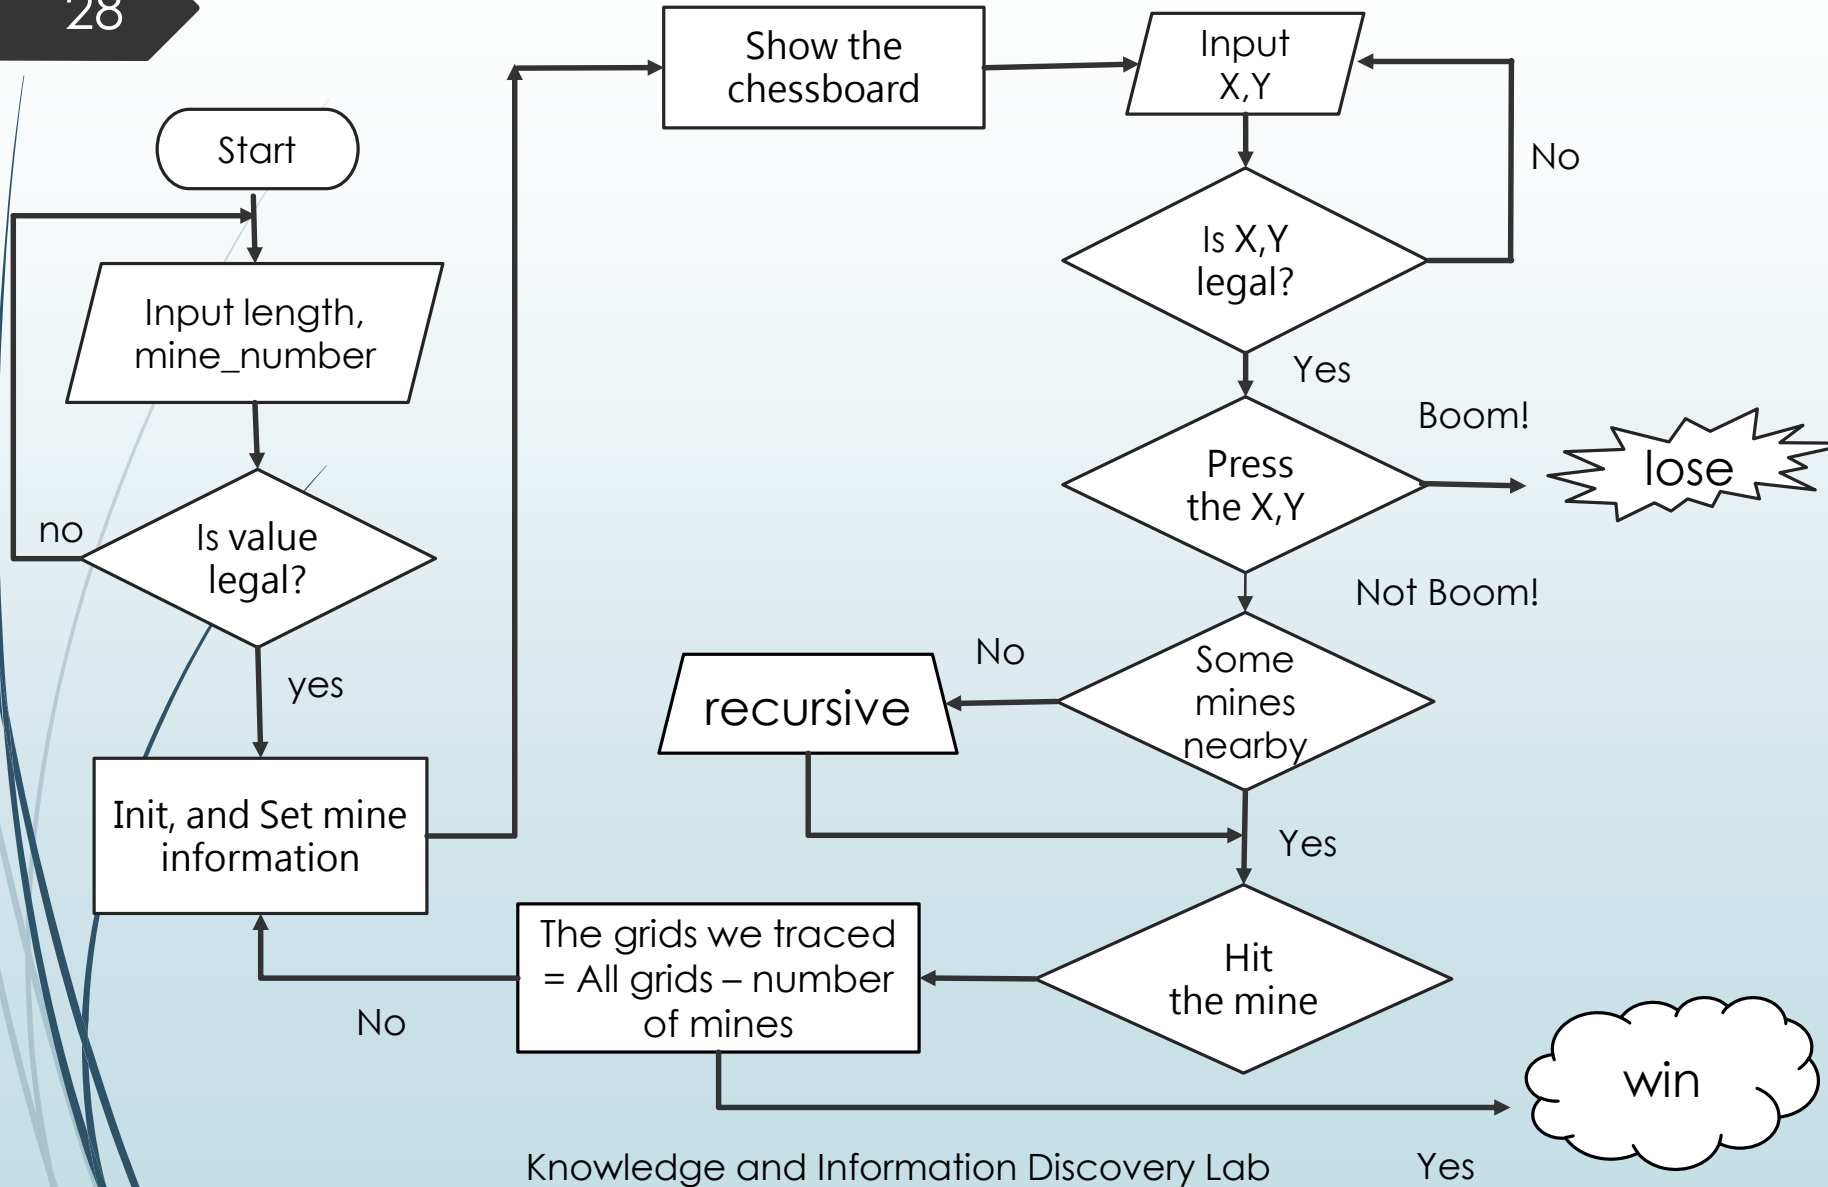 28
Start
Input length,
mine_number
Is value
legal?
no
yes
Init, and Set mine
information
Show the
chessboard
Input
X,Y
No
Is X,Y
legal?
Yes
Press
the X,Y
Boom!
lose
Not Boom!
Some
mines
nearby
No
recursive
Yes
Hit
the mine
The grids we traced
= All grids – number
of mines
No
win
Yes
Knowledge and Information Discovery Lab